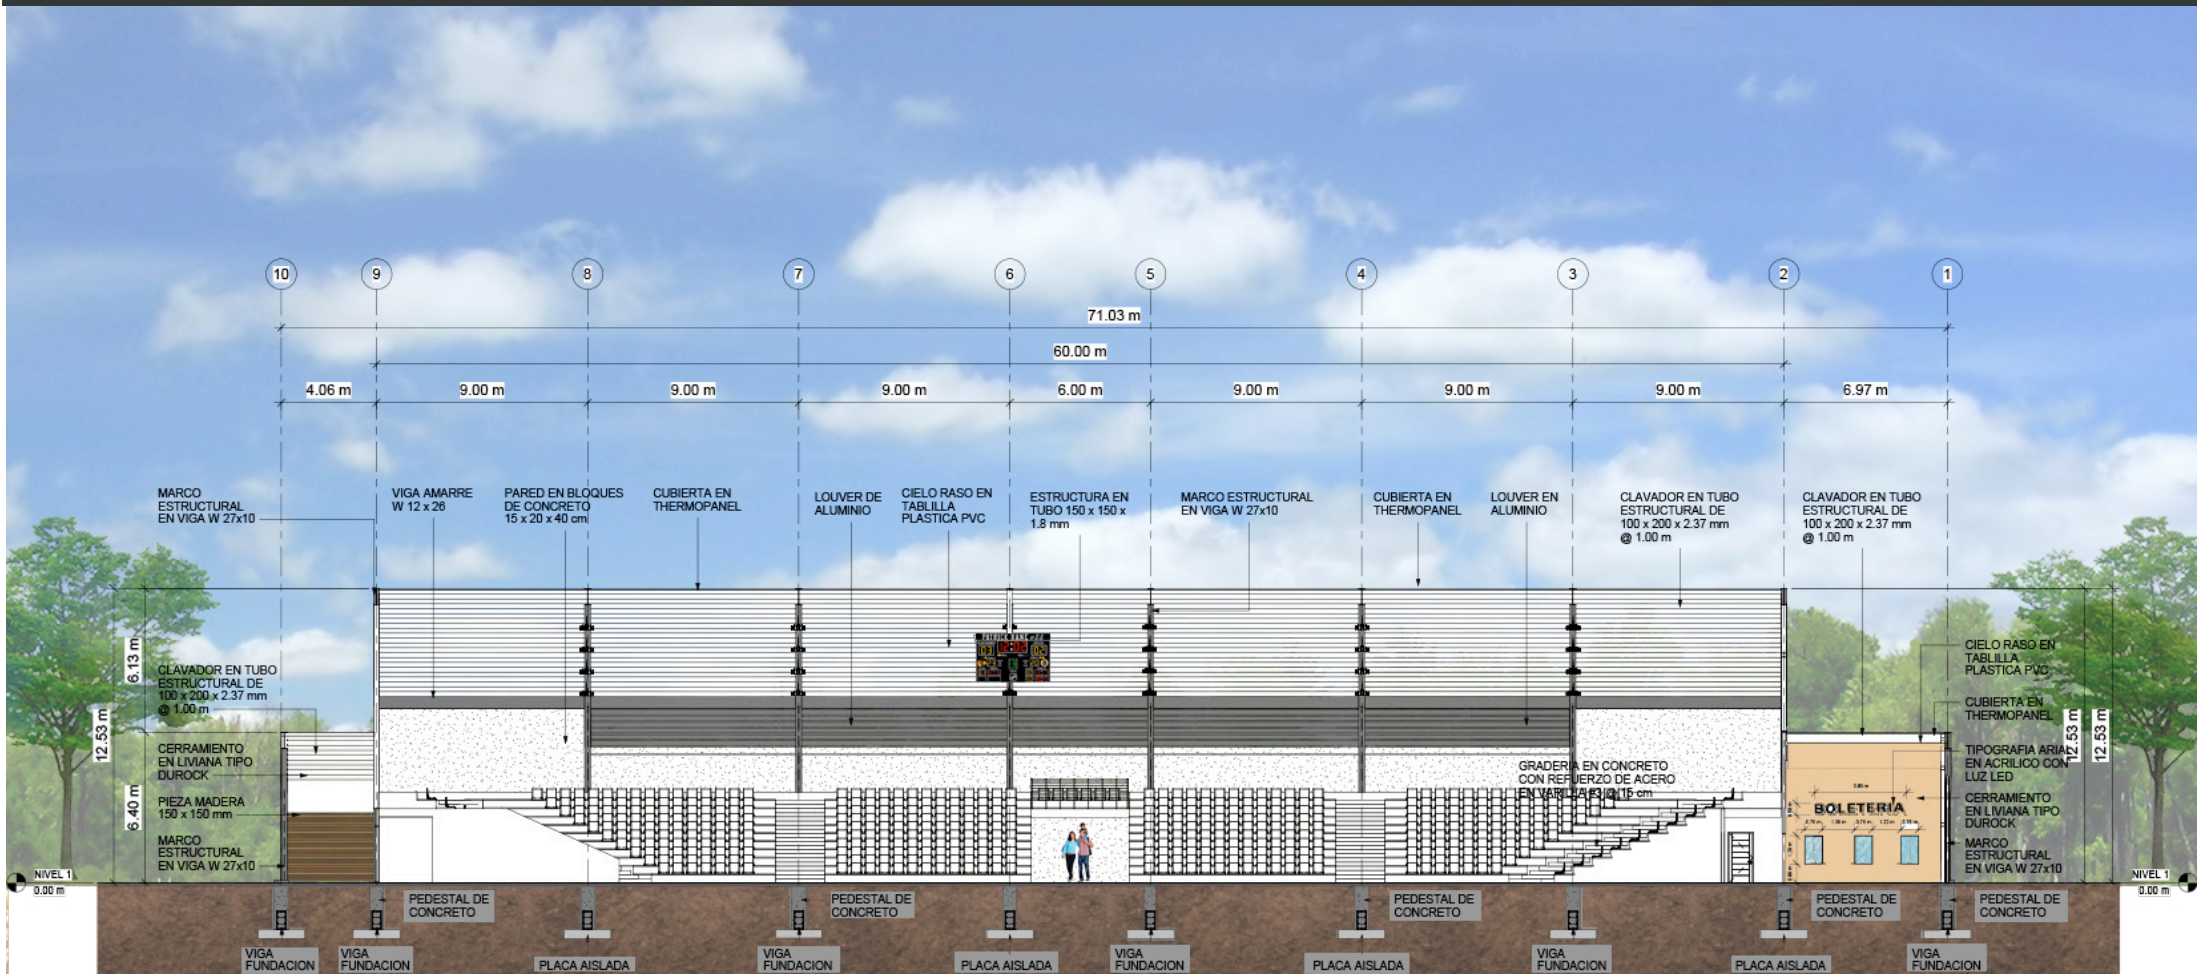 10
9
8
7
6
5
4
3
2
1
71.03 m
60.00 m
4.06 m
9.00 m
9.00 m
9.00 m
6.00 m
9.00 m
9.00 m
9.00 m
6.97 m
MARCO
ESTRUCTURAL
EN VIGA W 27x10
VIGA AMARRE
W 12 x 26
PARED EN BLOQUES
DE CONCRETO
15 x 20 x 40 cm
CUBIERTA EN
THERMOPANEL
LOUVER DE
ALUMINIO
CIELO RASO EN
TABLILLA
PLASTICA PVC
ESTRUCTURA EN
TUBO 150 x 150 x
1.8 mm
MARCO ESTRUCTURAL
EN VIGA W 27x10
CUBIERTA EN
THERMOPANEL
LOUVER EN
ALUMINIO
CLAVADOR EN TUBO
ESTRUCTURAL DE
100 x 200 x 2.37 mm
@ 1.00 m
CLAVADOR EN TUBO
ESTRUCTURAL DE
100 x 200 x 2.37 mm
@ 1.00 m
12.53 m
6.13 m
6.40 m
CLAVADOR EN TUBO
ESTRUCTURAL DE
100 x 200 x 2.37 mm
@ 1.00 m
CERRAMIENTO
EN LIVIANA TIPO
DUROCK
PIEZA MADERA
150 x 150 mm
MARCO
ESTRUCTURAL
EN VIGA W 27x10
12:02
GRADERIA EN CONCRETO
CON REFUERZO DE ACERO
EN VARILLA #3 @ 15 cm
BOLETERIA
CIELO RASO EN
TABLILLA
PLASTICA PVC
CUBIERTA EN
THERMOPANEL
TIPOGRAFIA ARIAL
EN ACRILICO CON
LUZ LED
CERRAMIENTO
EN LIVIANA TIPO
DUROCK
MARCO
ESTRUCTURAL
EN VIGA W 27x10
12.53 m
12.53 m
NIVEL 1
0.00 m
NIVEL 1
0.00 m
PEDESTAL DE
CONCRETO
PEDESTAL DE
CONCRETO
PEDESTAL DE
CONCRETO
PEDESTAL DE
CONCRETO
PEDESTAL DE
CONCRETO
VIGA
FUNDACION
VIGA
FUNDACION
PLACA AISLADA
VIGA
FUNDACION
PLACA AISLADA
VIGA
FUNDACION
PLACA AISLADA
VIGA
FUNDACION
PLACA AISLADA
VIGA
FUNDACION